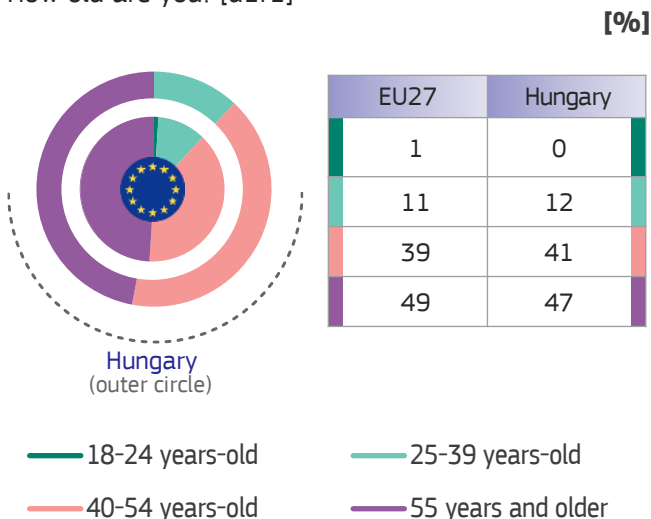 [%]
EU27 Hungary
1 0
11 12
39 41
49 47
Hungary
(outer circle)
18-24 years-old 25-39 years-old
40-54 years-old 55 years and older